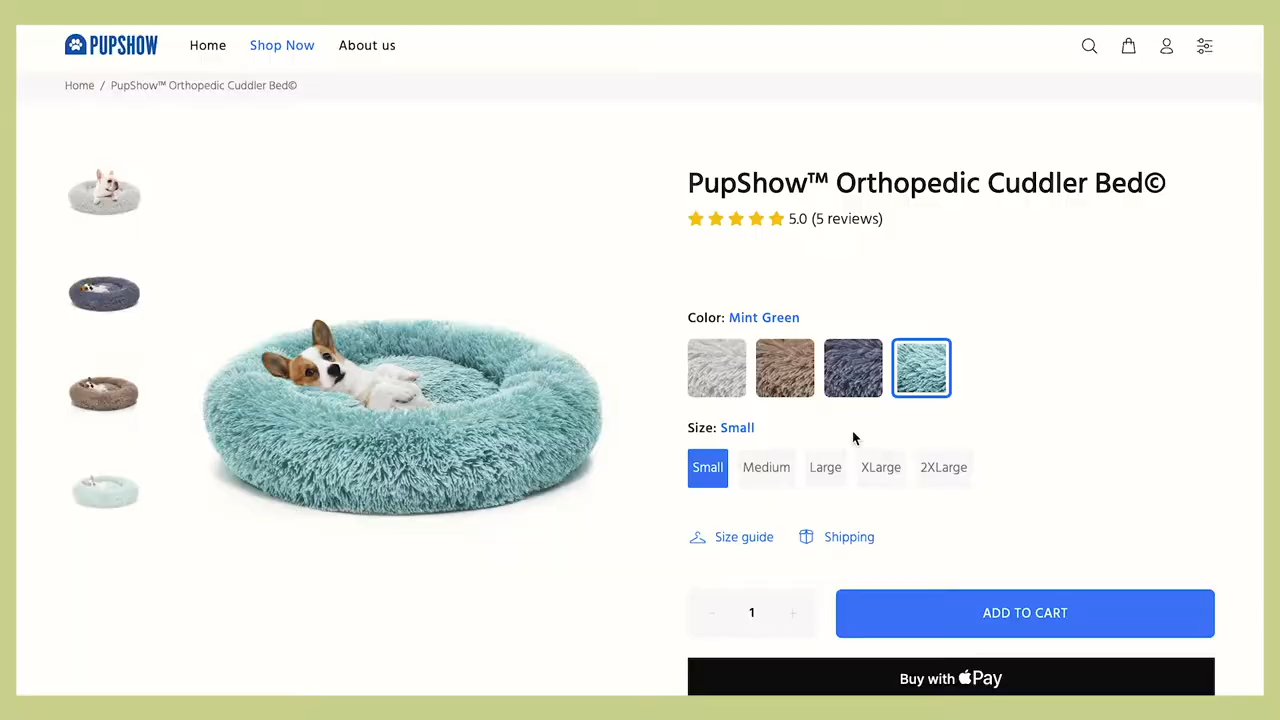 PUPSHOW Home Shop Now About us
Home / PupShow™ Orthopedic Cuddler Bed©
PupShow™ Orthopedic Cuddler Bed©
5.0 (5 reviews)
Color: Mint Green
Size: Small
Small Medium Large XLarge 2XLarge
Size guide Shipping
- 1 + ADD TO CART
Buy with Pay